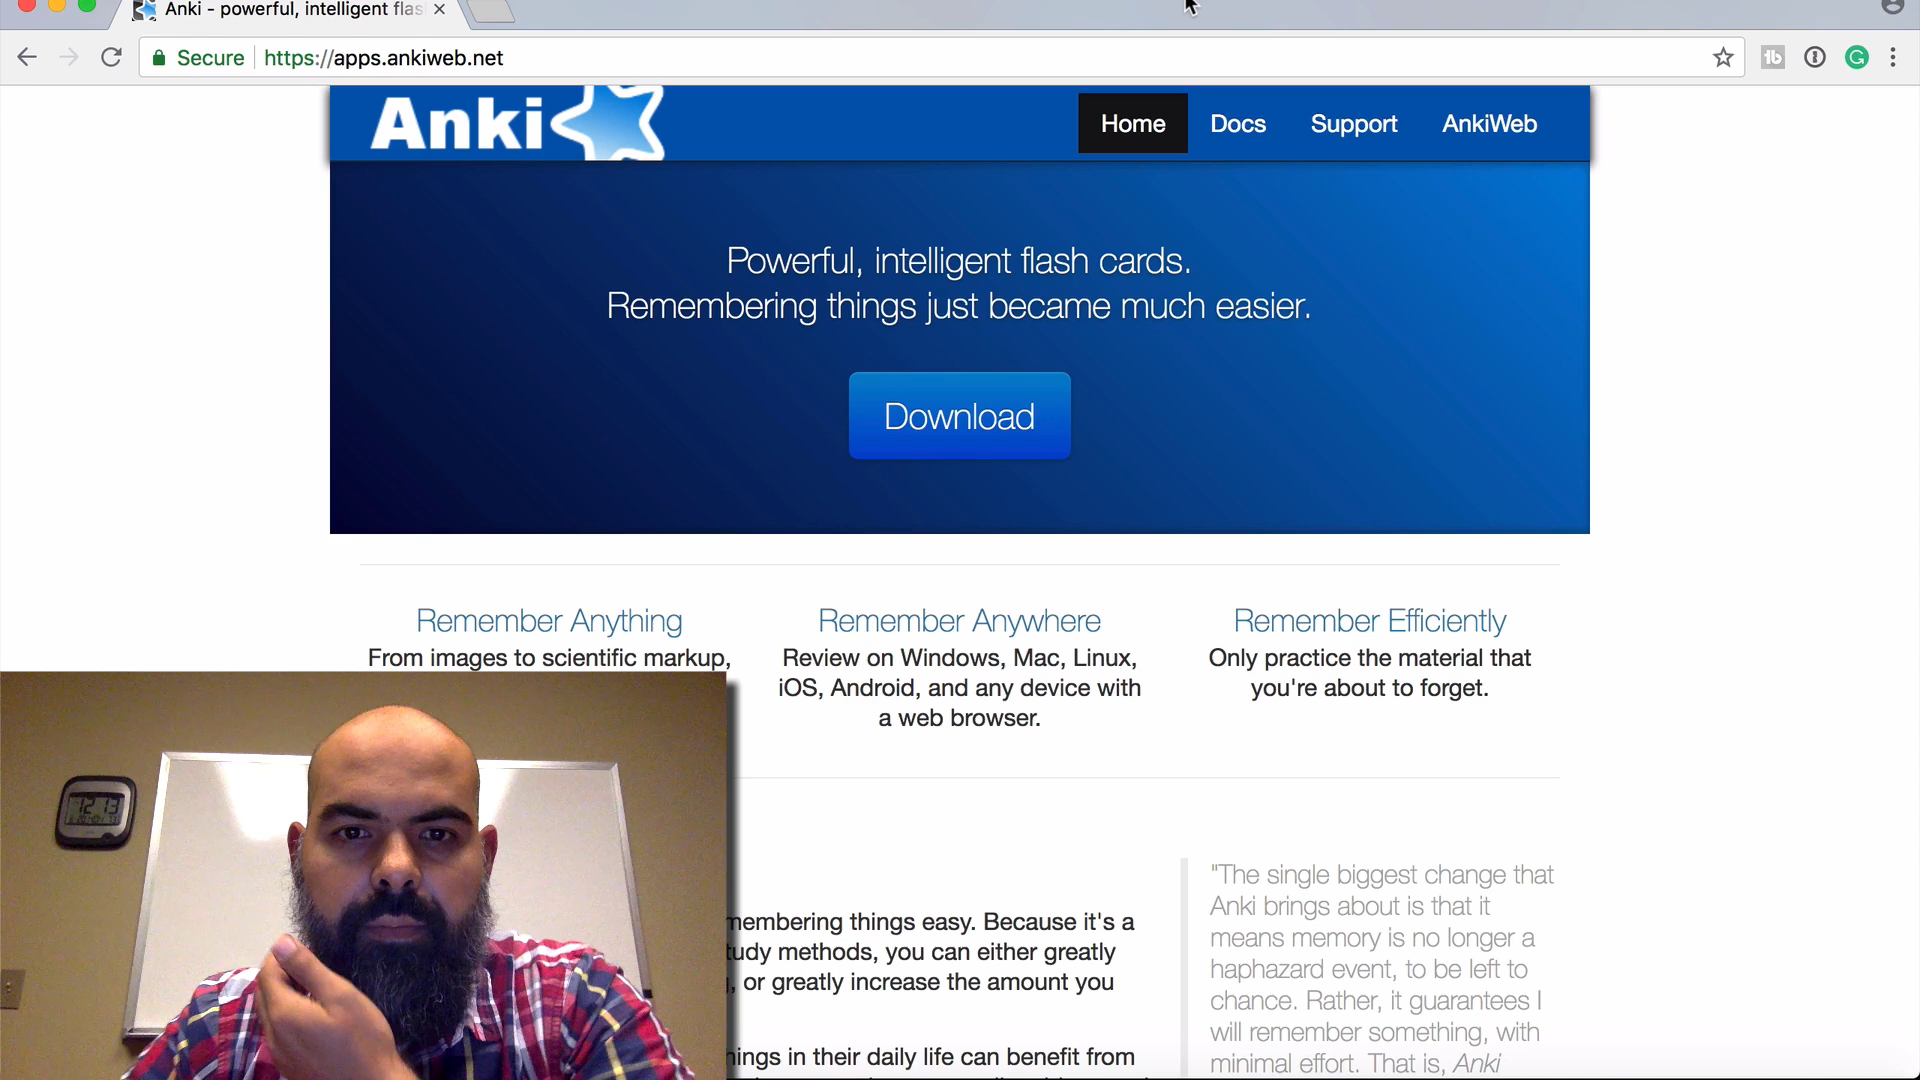 Anki - powerful, intelligent flas
Secure https://apps.ankiweb.net
Anki
Home Docs Support AnkiWeb
Powerful, intelligent flash cards.
Remembering things just became much easier.
Download
Remember Anything
From images to scientific markup,
Remember Anywhere
Review on Windows, Mac, Linux,
iOS, Android, and any device with
a web browser.
Remember Efficiently
Only practice the material that
you're about to forget.
12:13
membering things easy. Because it's a
tudy methods, you can either greatly
, or greatly increase the amount you
hings in their daily life can benefit from
"The single biggest change that
Anki brings about is that it
means memory is no longer a
haphazard event, to be left to
chance. Rather, it guarantees I
will remember something, with
minimal effort. That is, Anki